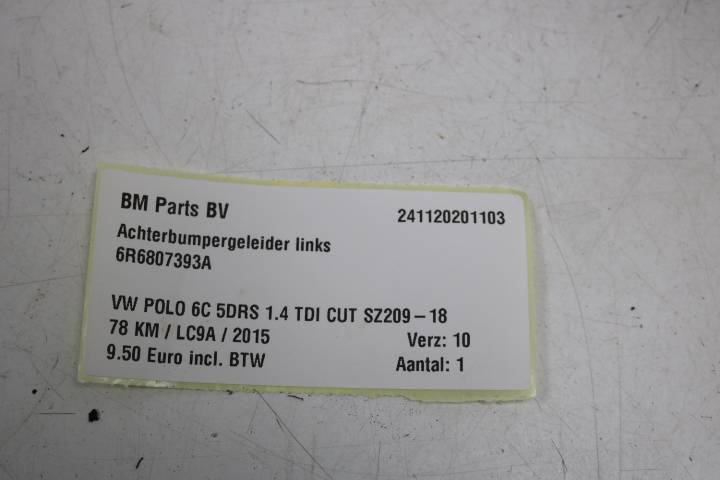 BM Parts BV 241120201103
Achterbumpergeleider links
6R6807393A
VW POLO 6C 5DRS 1.4 TDI CUT SZ209-18
78 KM / LC9A / 2015 Verz: 10
9.50 Euro incl. BTW Aantal: 1